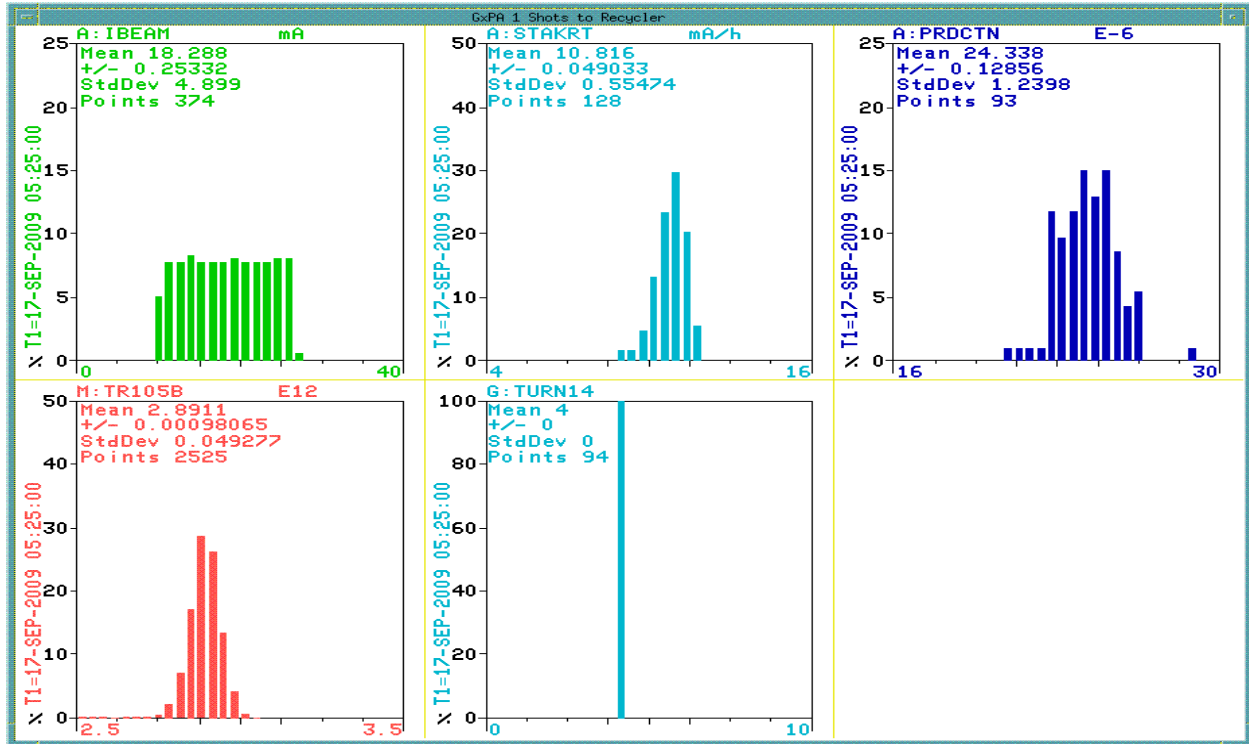 GxPA 1 Shots to Recycler
A:IBEAM mA
Mean 18.288
+/- 0.25332
StdDev 4.899
Points 374
25
20
15
10
5
% 0
0 40
T1=17-SEP-2009 05:25:00
A:STAKRT mA/h
Mean 10.816
+/- 0.049033
StdDev 0.55474
Points 128
50
40
30
20
10
% 0
4 16
T1=17-SEP-2009 05:25:00
A:PRDCTN E-6
Mean 24.338
+/- 0.12856
StdDev 1.2398
Points 93
25
20
15
10
5
% 0
16 30
T1=17-SEP-2009 05:25:00
M:TR105B E12
Mean 2.8911
+/- 0.00098065
StdDev 0.049277
Points 2525
50
40
30
20
10
% 0
2.5 3.5
T1=17-SEP-2009 05:25:00
G:TURN14
Mean 4
+/- 0
StdDev 0
Points 94
100
80
60
40
20
% 0
0 10
T1=17-SEP-2009 05:25:00